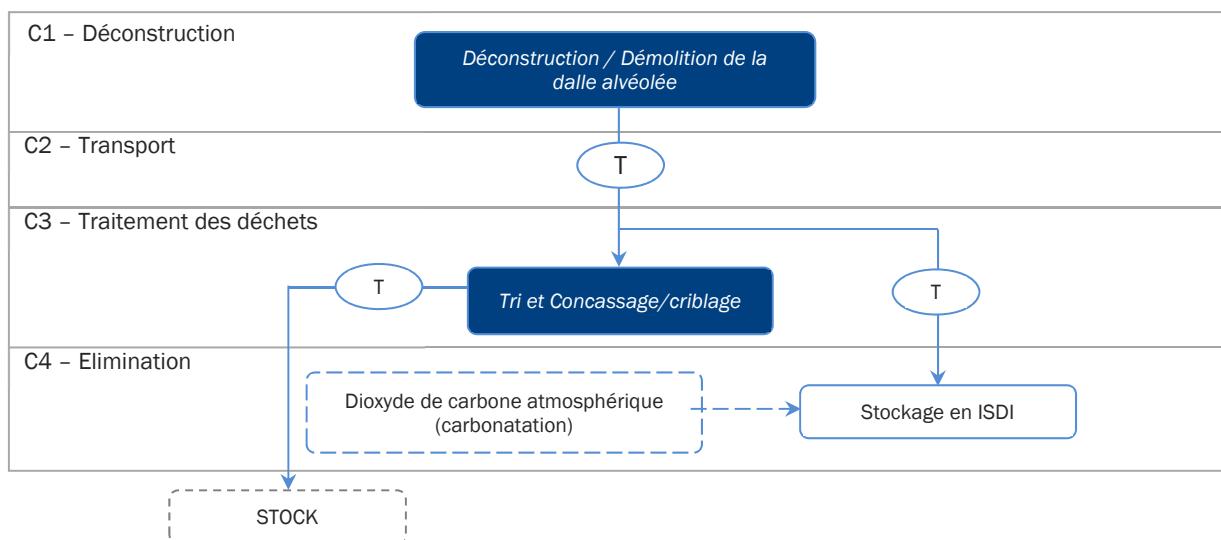 C1 – Déconstruction
Déconstruction / Démolition de la
dalle alvéolée
C2 – Transport
T
C3 – Traitement des déchets
T
Tri et Concassage/criblage
T
C4 – Elimination
Dioxyde de carbone atmosphérique
(carbonatation)
Stockage en ISDI
STOCK